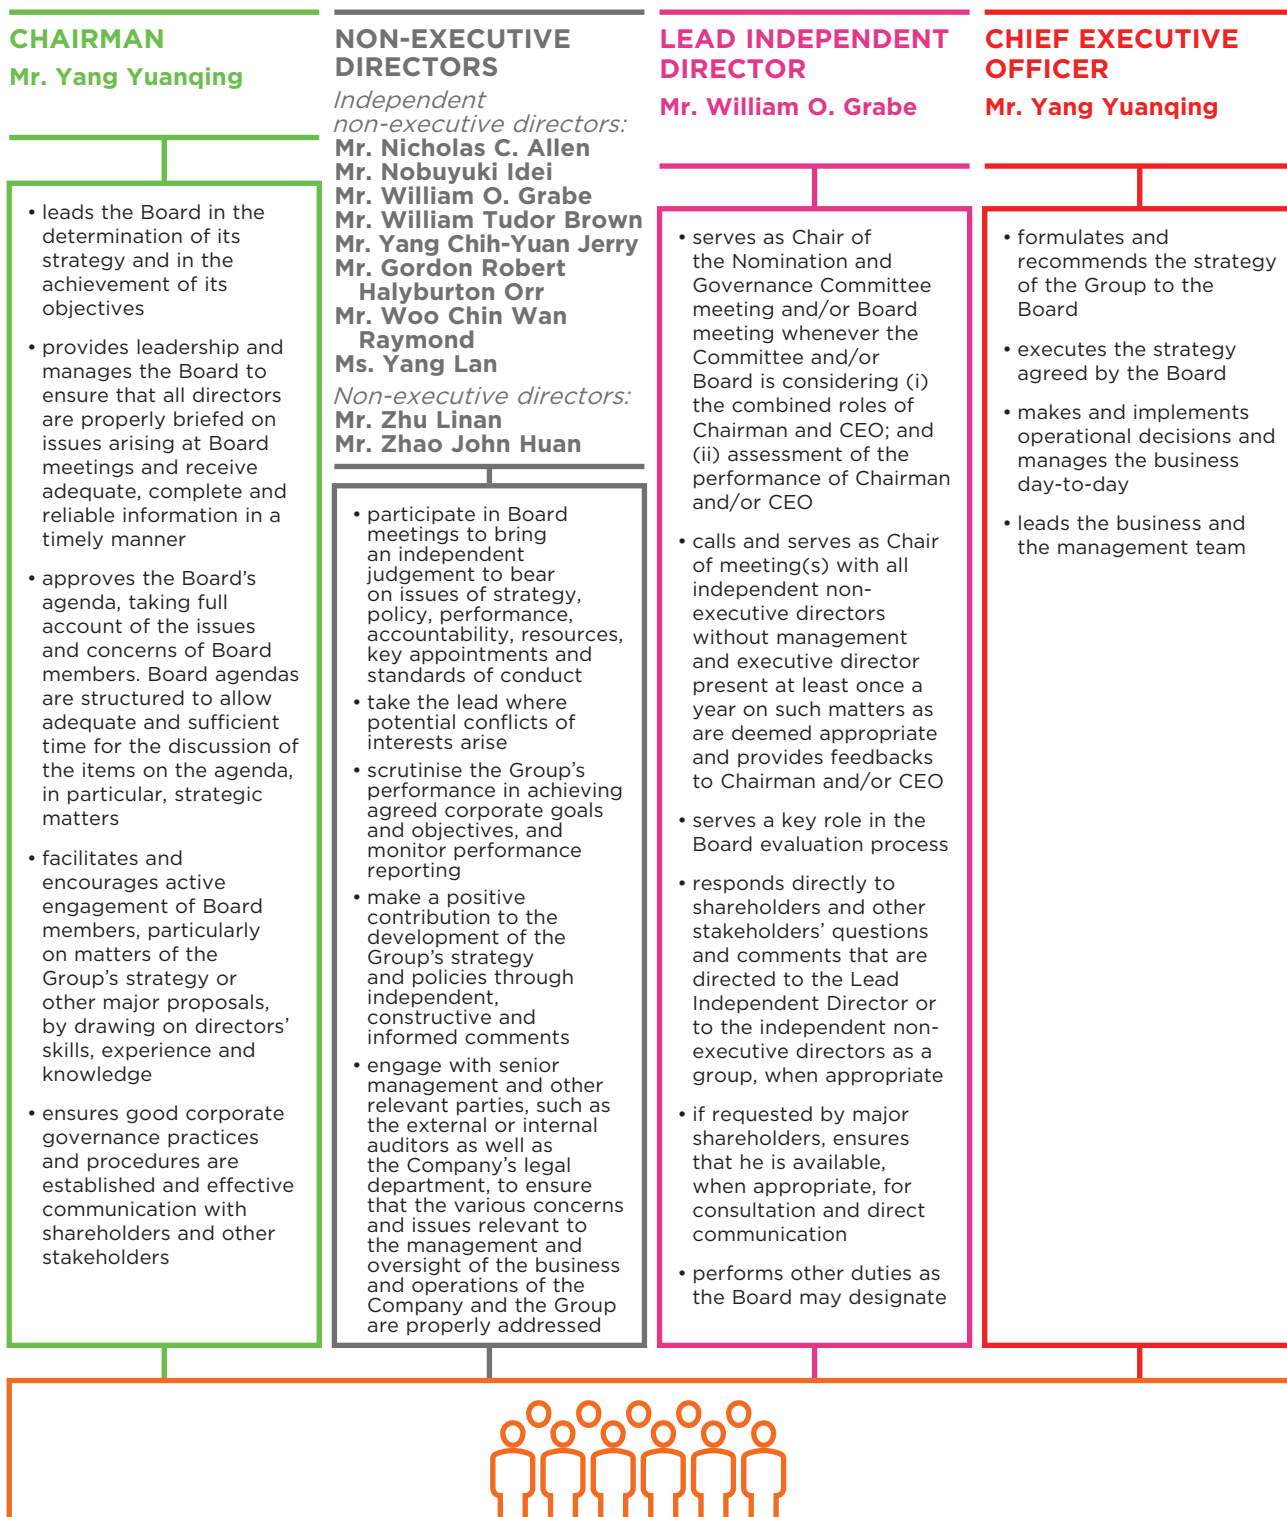 CHAIRMAN
Mr. Yang Yuanqing
• leads the Board in the
determination of its
strategy and in the
achievement of its
objectives
• provides leadership and
manages the Board to
ensure that all directors
are properly briefed on
issues arising at Board
meetings and receive
adequate, complete and
reliable information in a
timely manner
• approves the Board's
agenda, taking full
account of the issues
and concerns of Board
members. Board agendas
are structured to allow
adequate and sufficient
time for the discussion of
the items on the agenda,
in particular, strategic
matters
• facilitates and
encourages active
engagement of Board
members, particularly
on matters of the
Group's strategy or
other major proposals,
by drawing on directors'
skills, experience and
knowledge
• ensures good corporate
governance practices
and procedures are
established and effective
communication with
shareholders and other
stakeholders
NON-EXECUTIVE
DIRECTORS
Independent
non-executive directors:
Mr. Nicholas C. Allen
Mr. Nobuyuki Idei
Mr. William O. Grabe
Mr. William Tudor Brown
Mr. Yang Chih-Yuan Jerry
Mr. Gordon Robert
Halyburton Orr
Mr. Woo Chin Wan
Raymond
Ms. Yang Lan
Non-executive directors:
Mr. Zhu Linan
Mr. Zhao John Huan
• participate in Board
meetings to bring
an independent
judgement to bear
on issues of strategy,
policy, performance,
accountability, resources,
key appointments and
standards of conduct
• take the lead where
potential conflicts of
interests arise
• scrutinise the Group's
performance in achieving
agreed corporate goals
and objectives, and
monitor performance
reporting
• make a positive
contribution to the
development of the
Group's strategy
and policies through
independent,
constructive and
informed comments
• engage with senior
management and other
relevant parties, such as
the external or internal
auditors as well as
the Company's legal
department, to ensure
that the various concerns
and issues relevant to
the management and
oversight of the business
and operations of the
Company and the Group
are properly addressed
LEAD INDEPENDENT
DIRECTOR
Mr. William O. Grabe
• serves as Chair of
the Nomination and
Governance Committee
meeting and/or Board
meeting whenever the
Committee and/or
Board is considering (i)
the combined roles of
Chairman and CEO; and
(ii) assessment of the
performance of Chairman
and/or CEO
• calls and serves as Chair
of meeting(s) with all
independent non-
executive directors
without management
and executive director
present at least once a
year on such matters as
are deemed appropriate
and provides feedbacks
to Chairman and/or CEO
• serves a key role in the
Board evaluation process
• responds directly to
shareholders and other
stakeholders' questions
and comments that are
directed to the Lead
Independent Director or
to the independent non-
executive directors as a
group, when appropriate
• if requested by major
shareholders, ensures
that he is available,
when appropriate, for
consultation and direct
communication
• performs other duties as
the Board may designate
CHIEF EXECUTIVE
OFFICER
Mr. Yang Yuanqing
• formulates and
recommends the strategy
of the Group to the
Board
• executes the strategy
agreed by the Board
• makes and implements
operational decisions and
manages the business
day-to-day
• leads the business and
the management team